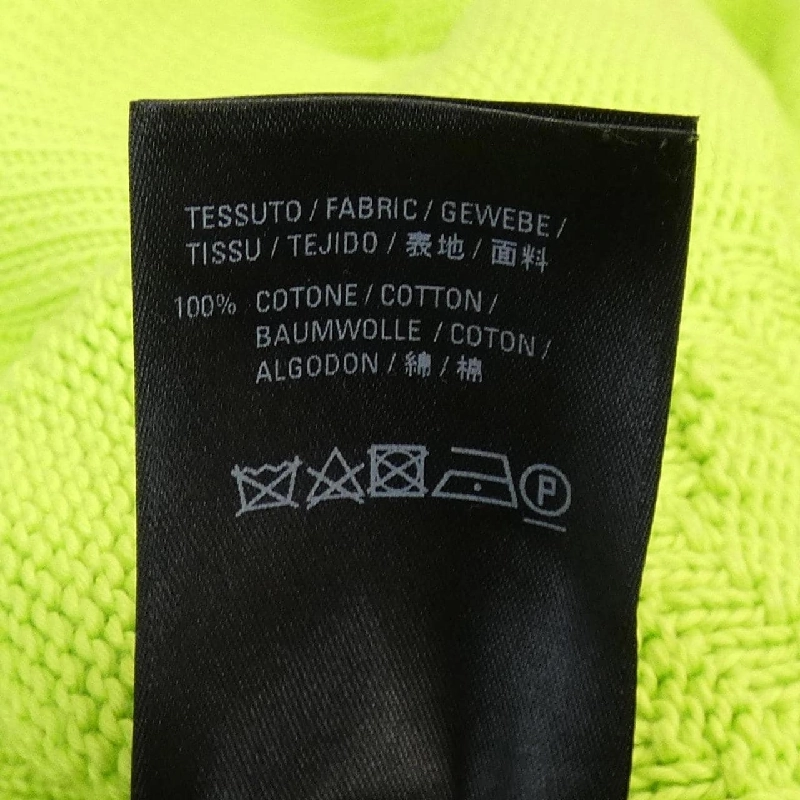 TESSUTO / FABRIC / GEWEBE /
TISSU / TEJIDO / 表地 / 面料
100% COTONE / COTTON /
BAUMWOLLE / COTON /
ALGODON / 綿 / 棉
P